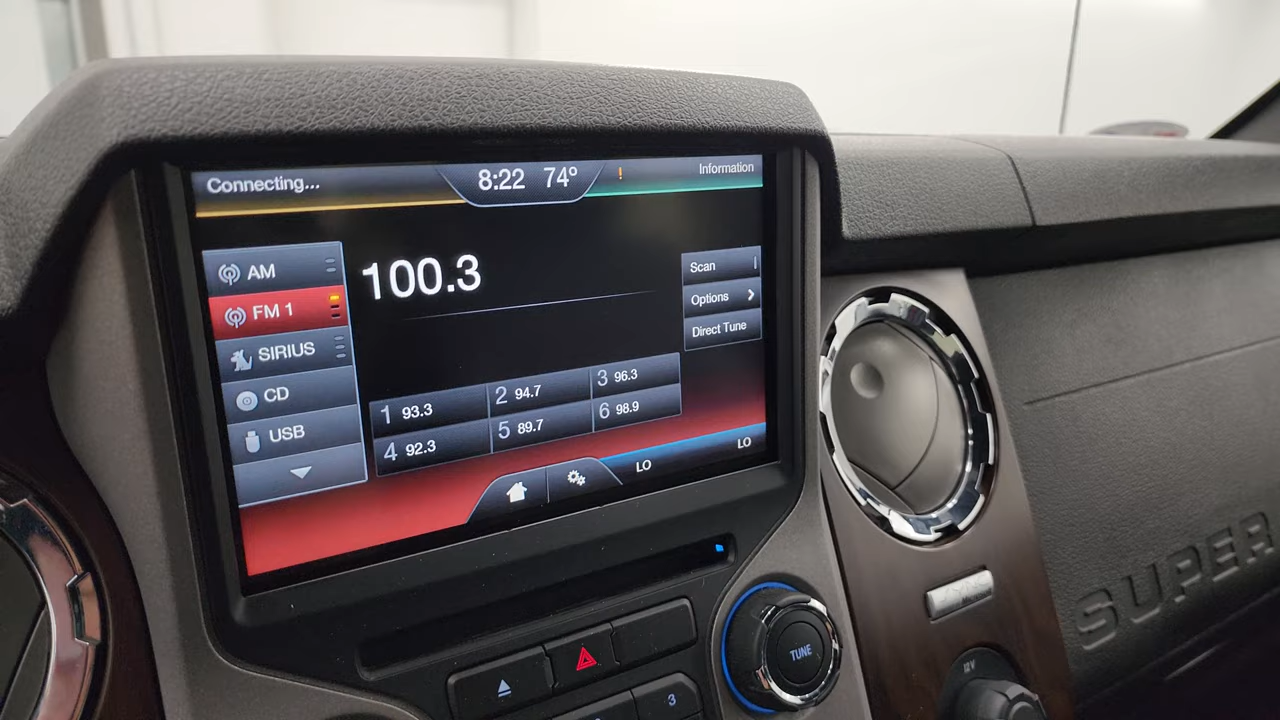 Connecting...
8:22 74°
!
Information
AM
FM 1
SIRIUS
CD
USB
100.3
Scan
Options
Direct Tune
1 93.3
2 94.7
3 96.3
4 92.3
5 89.7
6 98.9
LO
LO
TUNE
3
12V
SUPER